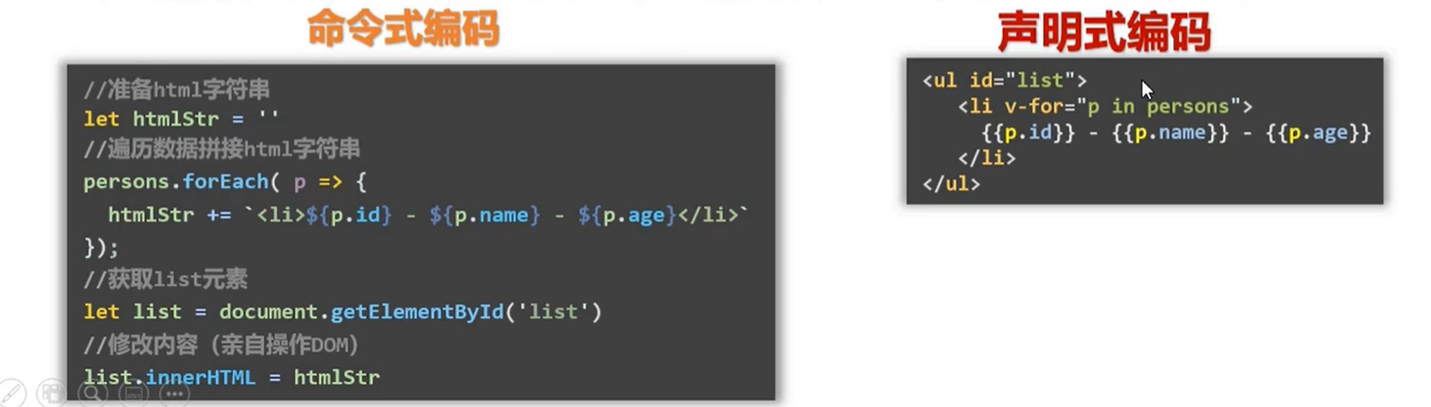 命令式编码
//准备html字符串
let htmlStr = ''
//遍历数据拼接html字符串
persons.forEach( p => {
  htmlStr += `<li>${p.id} - ${p.name} - ${p.age}</li>`
});
//获取list元素
let list = document.getElementById('list')
//修改内容（亲自操作DOM）
list.innerHTML = htmlStr
声明式编码
<ul id="list">
   <li v-for="p in persons">
     {{p.id}} - {{p.name}} - {{p.age}}
   </li>
</ul>